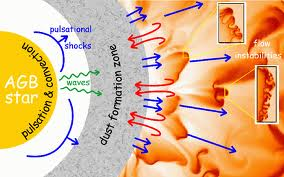 AGB
star
pulsation & convection
pulsational
shocks
waves
dust formation zone
flow
instabilities